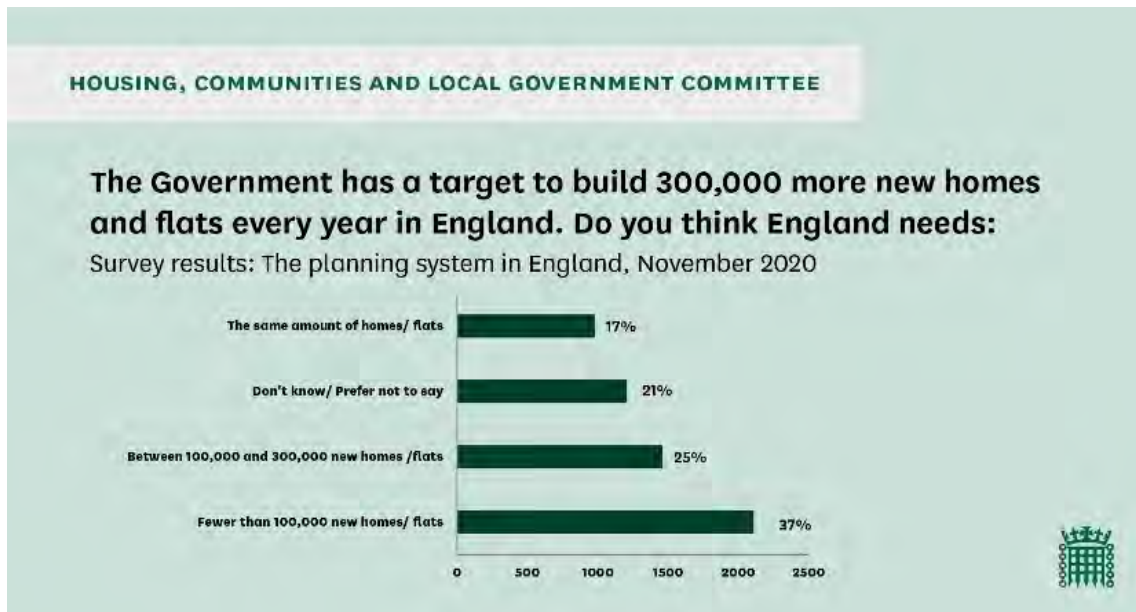 HOUSING, COMMUNITIES AND LOCAL GOVERNMENT COMMITTEE
The Government has a target to build 300,000 more new homes
and flats every year in England. Do you think England needs:
Survey results: The planning system in England, November 2020
The same amount of homes/ flats 17%
Don't know/ Prefer not to say 21%
Between 100,000 and 300,000 new homes /flats 25%
Fewer than 100,000 new homes/ flats 37%
0 500 1000 1500 2000 2500